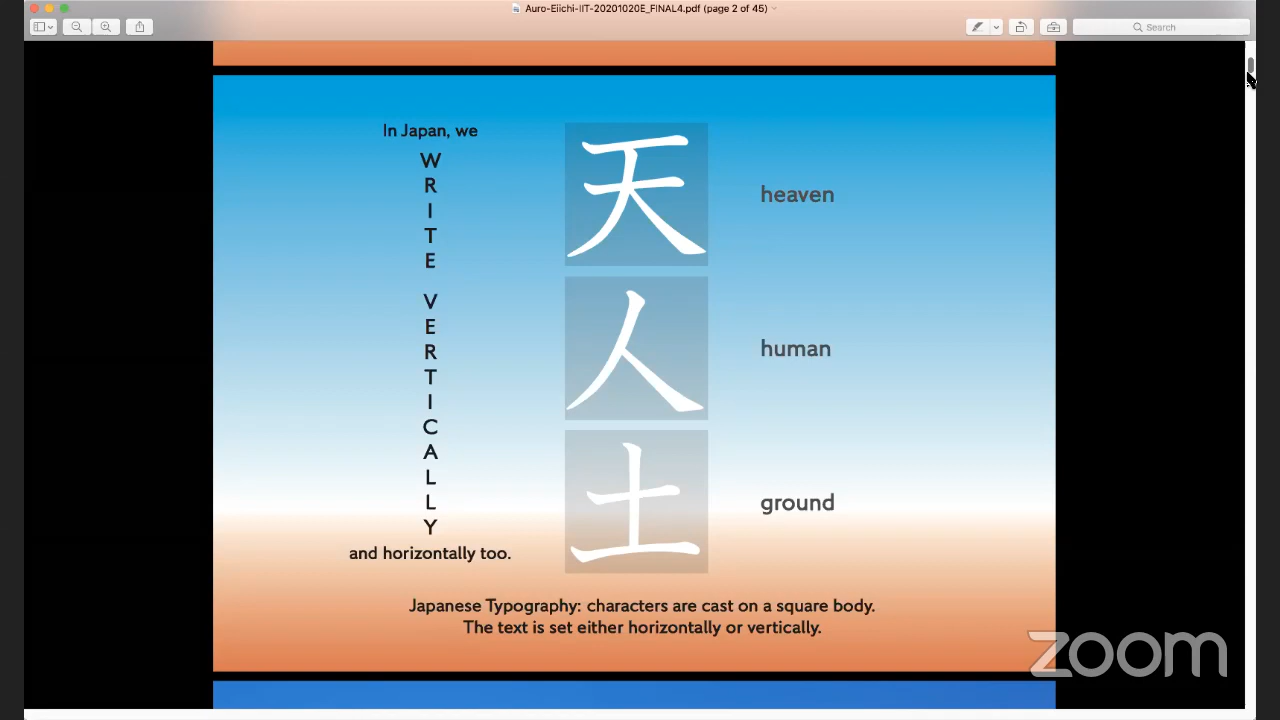 Auro-Eiichi-IIT-20201020E_FINAL4.pdf (page 2 of 45)
Search
In Japan, we
W
R
I
T
E
V
E
R
T
I
C
A
L
L
Y
and horizontally too.
天
heaven
人
human
土
ground
Japanese Typography: characters are cast on a square body.
The text is set either horizontally or vertically.
zoom